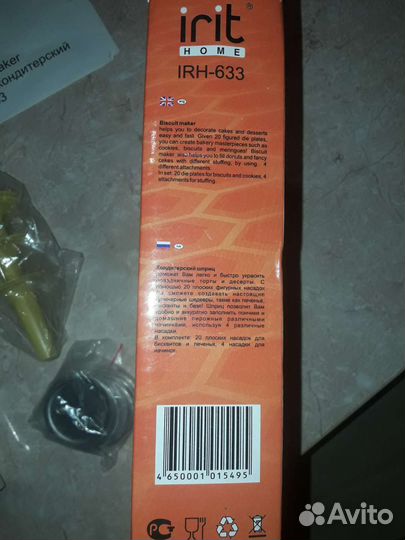 maker
кондитерский
3
irit®
HOME
IRH-633
Biscuit maker
helps you to decorate cakes and desserts
easy and fast. Given 20 figured die plates,
you can create bakery masterpieces such as
cookies, biscuits and meringues! Biscuit
maker also helps you to fill donuts and fancy
cakes with different stuffing, by using 4
different attachments.
In set: 20 die plates for biscuits and cookies, 4
attachments for stuffing.
Кондитерский шприц
поможет Вам легко и быстро украсить
праздничные торты и десерты. С
помощью 20 плоских фигурных насадок
Вы сможете создавать настоящие
кулинарные шедевры, такие как печенье,
бисквиты и безе! Шприц позволит Вам
удобно и аккуратно заполнить пончики и
домашние пирожные различными
начинками, используя 4 различные
насадки.
В комплекте: 20 плоских насадок для
бисквитов и печенья, 4 насадки для
начинок.
4 650001 015495
Avito